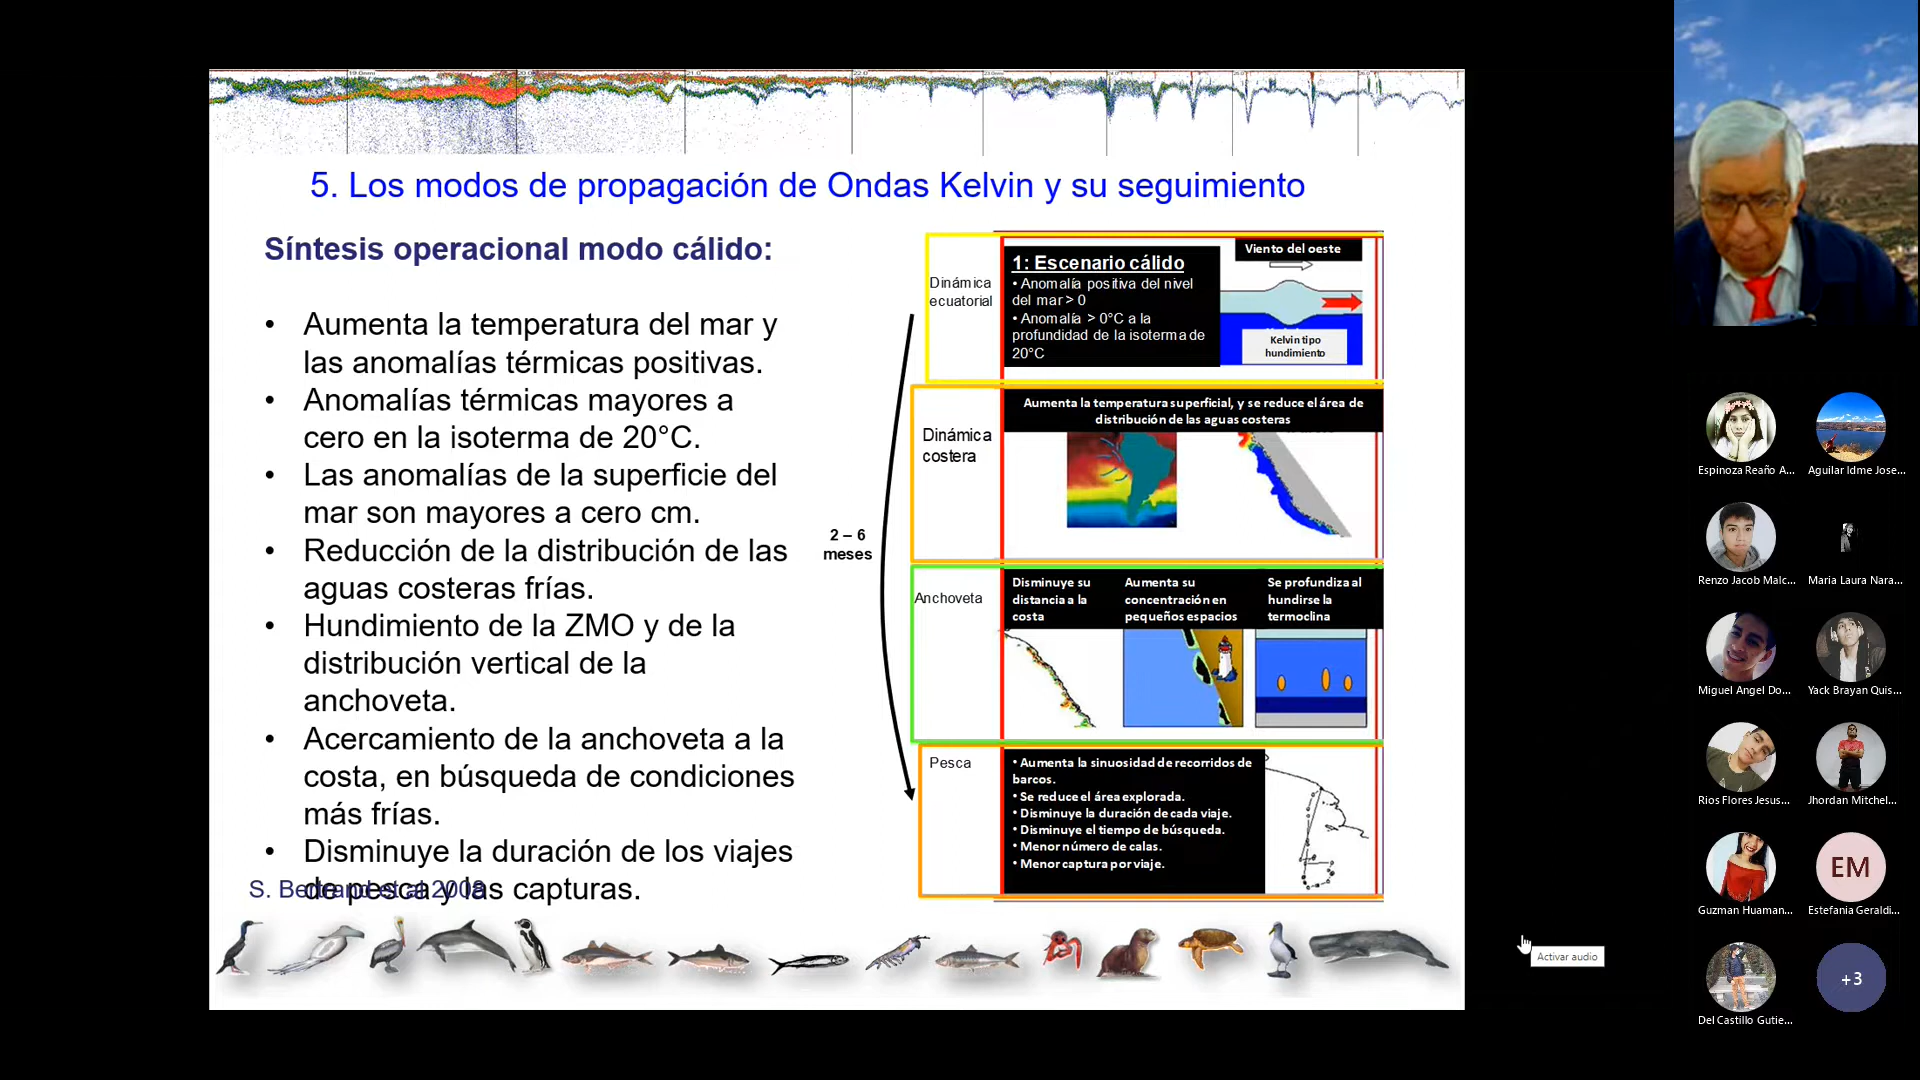 5. Los modos de propagación de Ondas Kelvin y su seguimiento
Síntesis operacional modo cálido:
• Aumenta la temperatura del mar y
las anomalías térmicas positivas.
• Anomalías térmicas mayores a
cero en la isoterma de 20°C.
• Las anomalías de la superficie del
mar son mayores a cero cm.
• Reducción de la distribución de las
aguas costeras frías.
• Hundimiento de la ZMO y de la
distribución vertical de la
anchoveta.
• Acercamiento de la anchoveta a la
costa, en búsqueda de condiciones
más frías.
• Disminuye la duración de los viajes
de pesca y las capturas.
S. Bertrand et al 2008
2 – 6
meses
Dinámica
ecuatorial
1: Escenario cálido
• Anomalía positiva del nivel
del mar > 0
• Anomalía > 0°C a la
profundidad de la isoterma de
20°C
Viento del oeste
Kelvin tipo
hundimiento
Dinámica
costera
Aumenta la temperatura superficial, y se reduce el área de
distribución de las aguas costeras
Anchoveta
Disminuye su
distancia a la
costa
Aumenta su
concentración en
pequeños espacios
Se profundiza al
hundirse la
termoclina
Pesca
• Aumenta la sinuosidad de recorridos de
barcos.
• Se reduce el área explorada.
• Disminuye la duración de cada viaje.
• Disminuye el tiempo de búsqueda.
• Menor número de calas.
• Menor captura por viaje.
Activar audio
Espinoza Reaño A...
Aguilar Idme Jose...
Renzo Jacob Malc...
Maria Laura Nara...
Miguel Angel Do...
Yack Brayan Quis...
Rios Flores Jesus...
Jhordan Mitchel...
Guzman Huaman...
EM
Estefania Geraldi...
Del Castillo Gutie...
+3